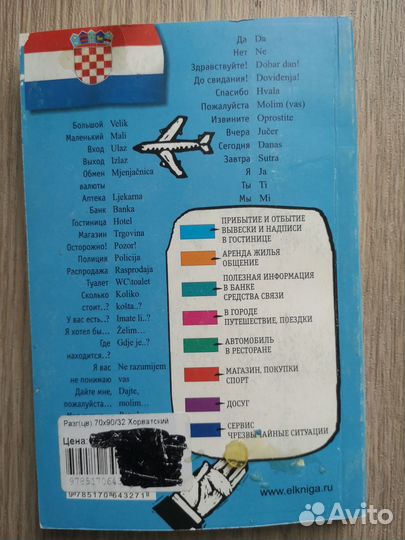 Да Da
Нет Ne
Здравствуйте! Dobar dan!
До свидания! Doviđenja!
Спасибо Hvala
Пожалуйста Molim (vas)
Извините Oprostite
Вчера Jučer
Сегодня Danas
Завтра Sutra
Я Ja
Ты Ti
Мы Mi
Большой Velik
Маленький Mali
Вход Ulaz
Выход Izlaz
Обмен Mjenjačnica
валюты
Аптека Ljekarna
Банк Banka
Гостиница Hotel
Магазин Trgovina
Осторожно! Pozor!
Полиция Policija
Распродажа Rasprodaja
Туалет WC\toalet
Сколько Koliko
стоит..? košta..?
У вас есть..? Imate li..?
Я хотел бы... Želim...
Где Gdje je..?
находится..?
Я вас Ne razumijem
не понимаю vas
Дайте мне, Dajte,
пожалуйста... molim...
ПРИБЫТИЕ И ОТБЫТИЕ
ВЫВЕСКИ И НАДПИСИ
В ГОСТИНИЦЕ
АРЕНДА ЖИЛЬЯ
ОБЩЕНИЕ
ПОЛЕЗНАЯ ИНФОРМАЦИЯ
В БАНКЕ
СРЕДСТВА СВЯЗИ
В ГОРОДЕ
ПУТЕШЕСТВИЕ, ПОЕЗДКИ
АВТОМОБИЛЬ
В РЕСТОРАНЕ
МАГАЗИН, ПОКУПКИ
СПОРТ
ДОСУГ
СЕРВИС
ЧРЕЗВЫЧАЙНЫЕ СИТУАЦИИ
Разг(цв) 70х90/32 Хорватский
Цена:
9785170643271
www.elkniga.ru
Avito